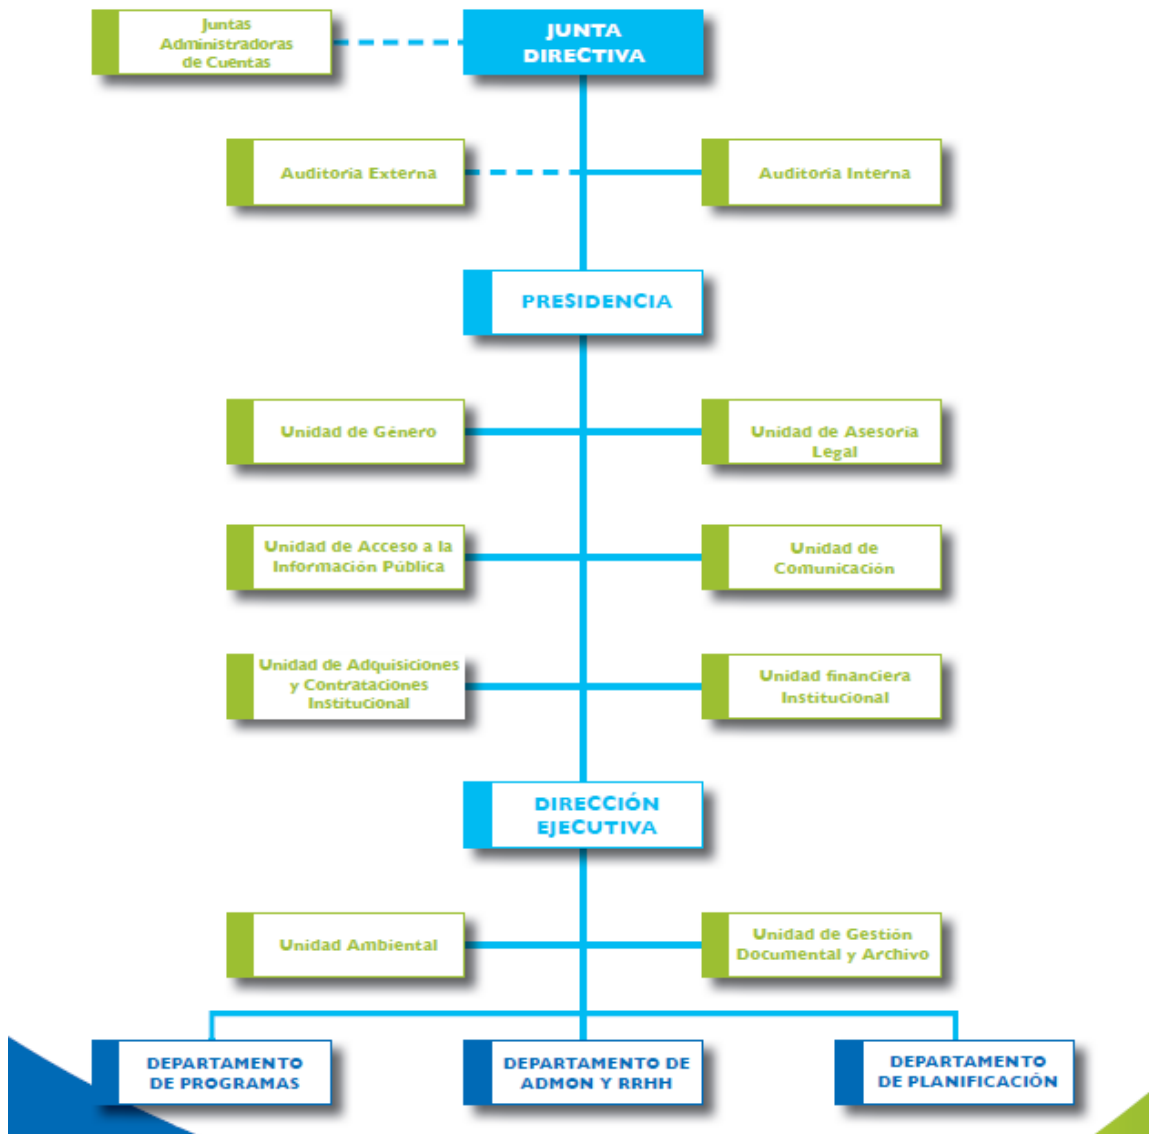 Juntas
Administradoras
de Cuentas
JUNTA
DIRECTIVA
Auditoria Externa
Auditoría Interna
PRESIDENCIA
Unidad de Género
Unidad de Asesoría
Legal
Unidad de Acceso a la
Información Pública
Unidad de
Comunicación
Unidad de Adquisiciones
y Contrataciones
Institucional
Unidad financiera
Institucional
DIRECCIÓN
EJECUTIVA
Unidad Ambiental
Unidad de Gestión
Documental y Archivo
DEPARTAMENTO
DE PROGRAMAS
DEPARTAMENTO DE
ADMON Y RRHH
DEPARTAMENTO
DE PLANIFICACIÓN